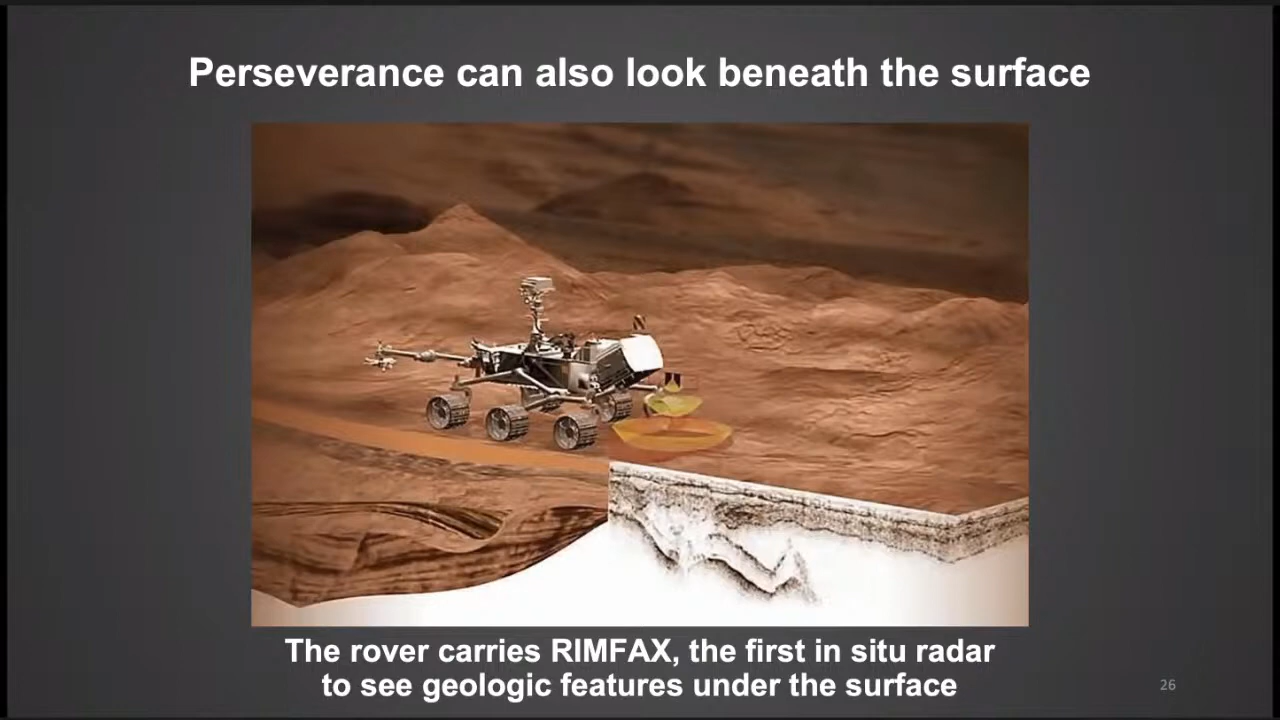 Perseverance can also look beneath the surface
The rover carries RIMFAX, the first in situ radar
to see geologic features under the surface
26